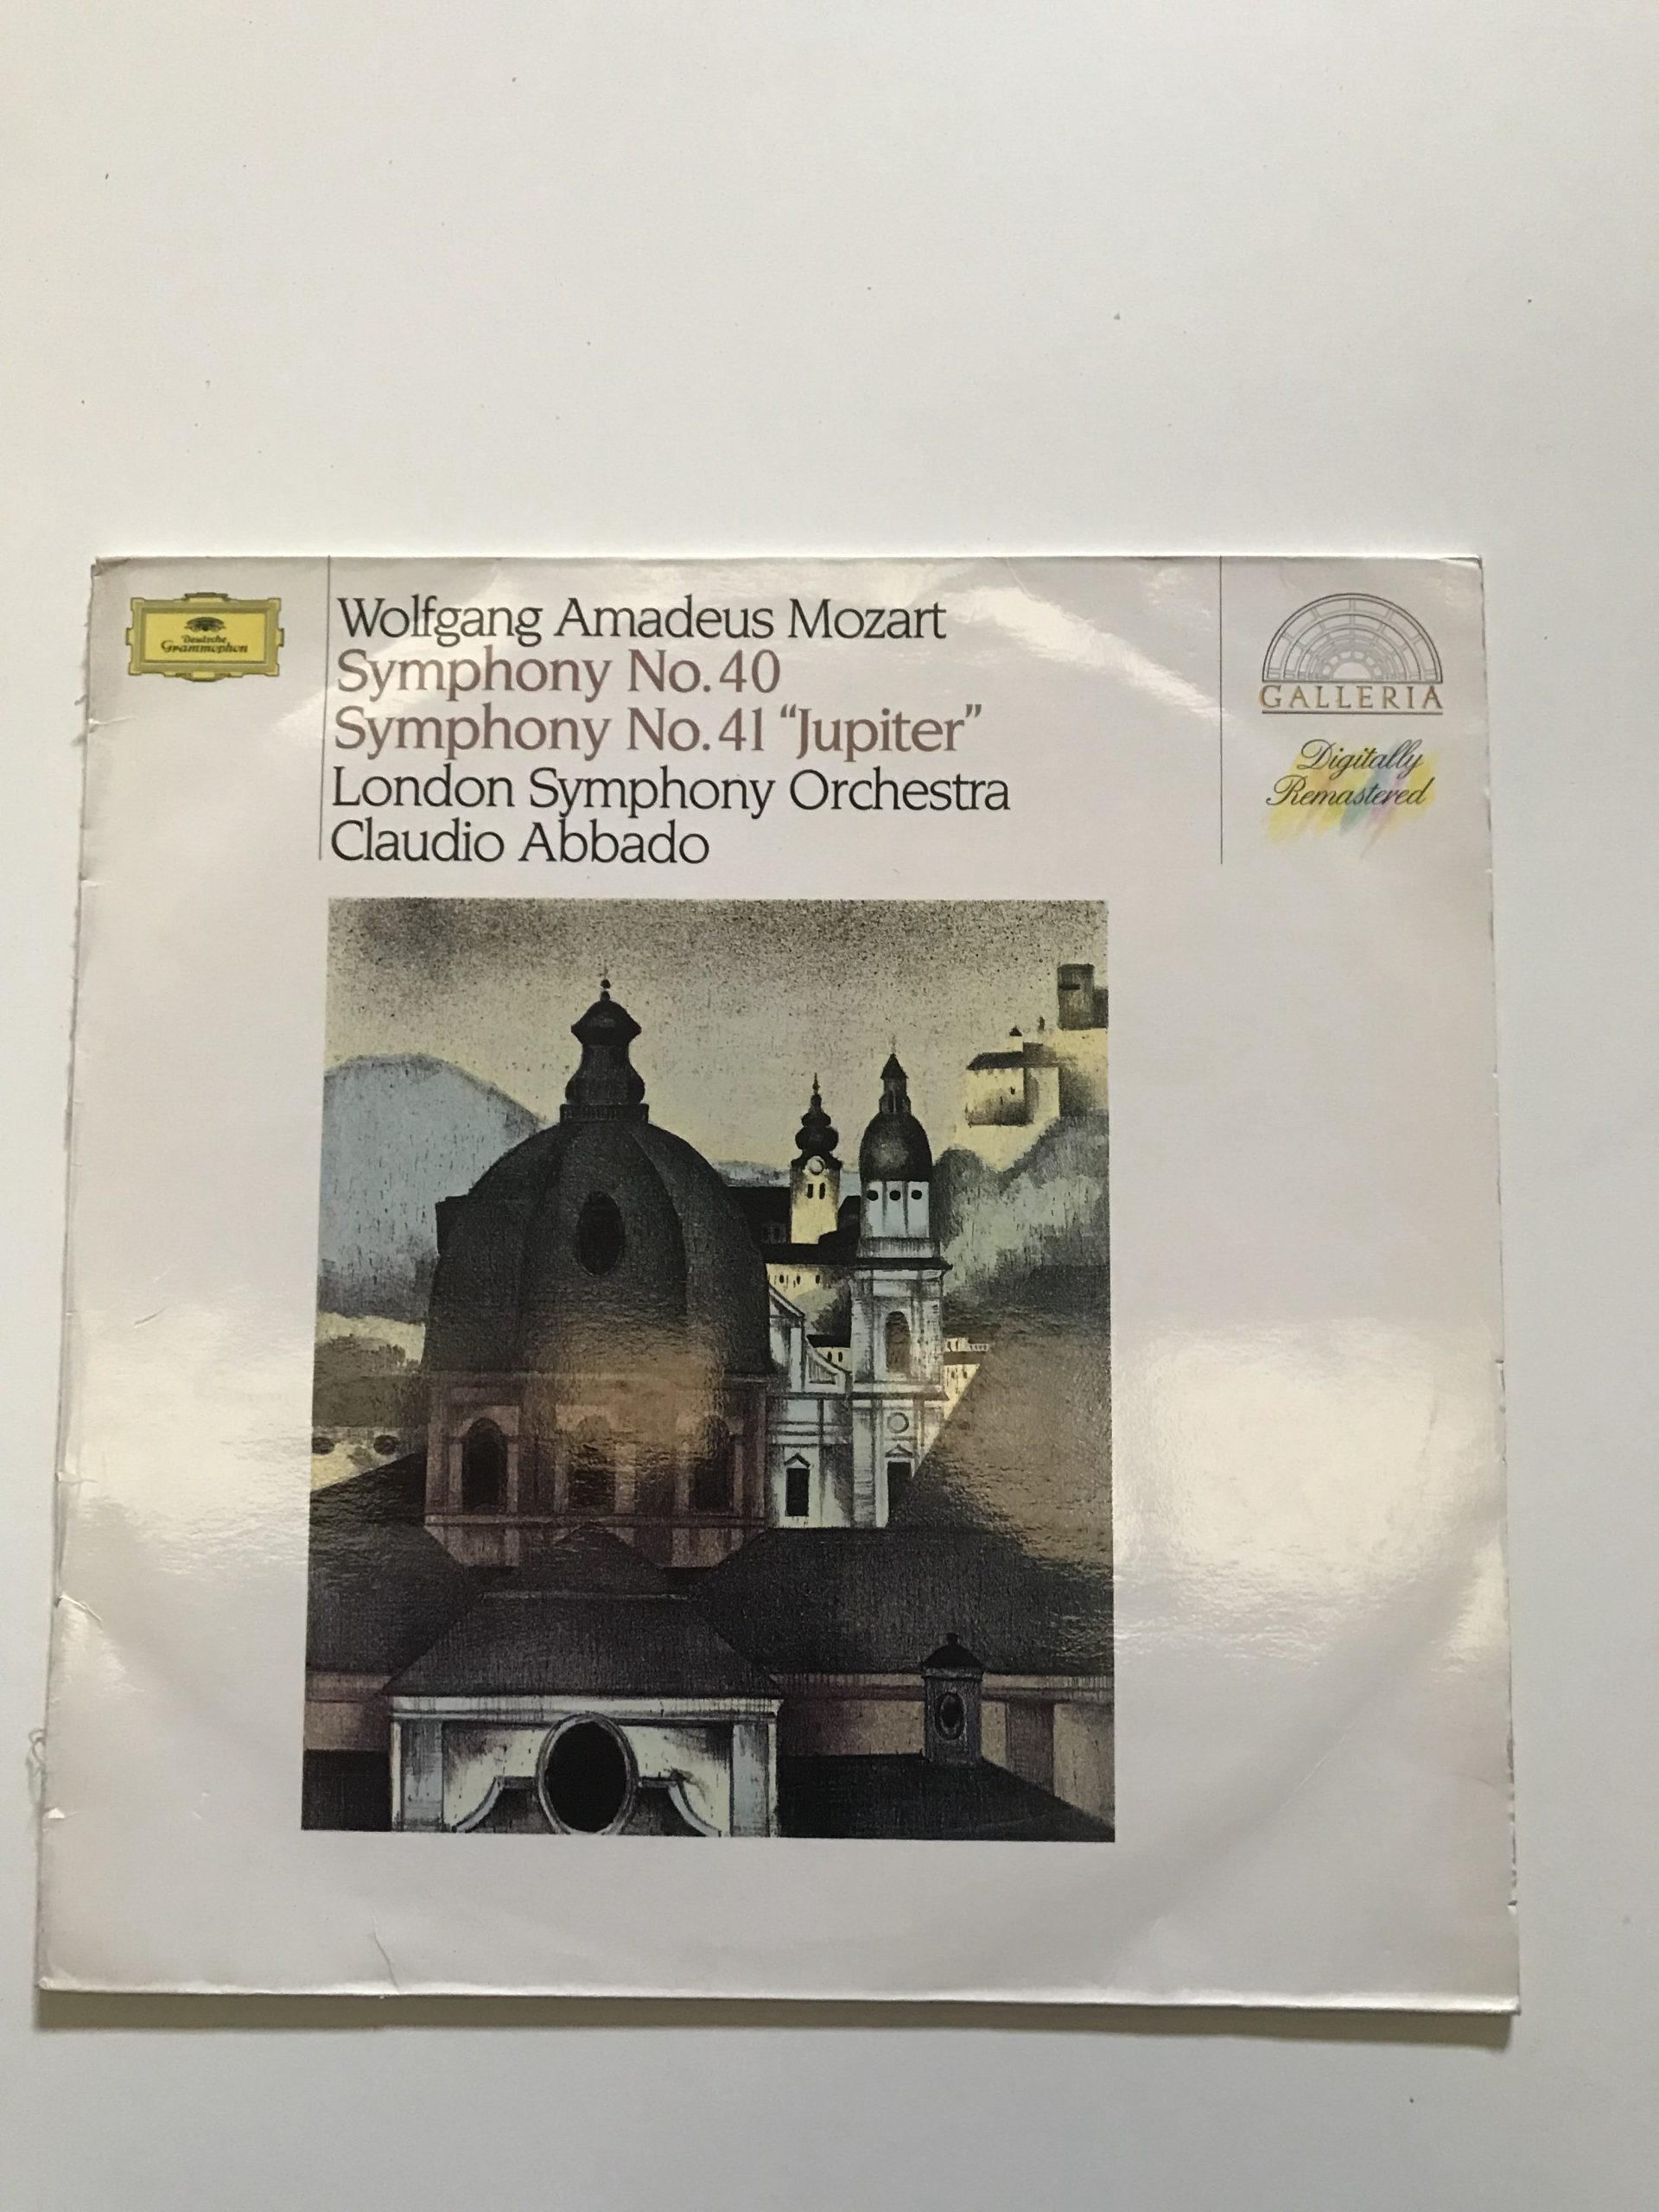 Deutsche
Grammophon
Wolfgang Amadeus Mozart
Symphony No. 40
Symphony No. 41 “Jupiter”
London Symphony Orchestra
Claudio Abbado
GALLERIA
Digitally
Remastered